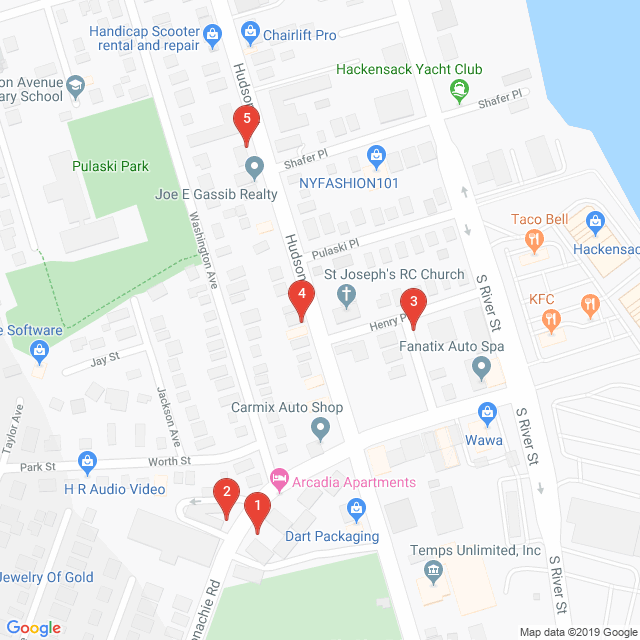 Handicap Scooter
rental and repair
Chairlift Pro
Hudson
Hackensack Yacht Club
on Avenue
ary School
Shafer Pl
5
Pulaski Park
Shafer Pl
NYFASHION101
Joe E Gassib Realty
Washington Ave
Taco Bell
Hudson
Pulaski Pl
Hackensac
St Joseph's RC Church
S River St
4
3
KFC
Henry P
e Software
Fanatix Auto Spa
Jay St
Taylor Ave
Jackson Ave
Carmix Auto Shop
S River St
Wawa
Park St
Worth St
H R Audio Video
Arcadia Apartments
2
1
Dart Packaging
Temps Unlimited, Inc
Jewelry Of Gold
onachie Rd
S River St
Google
Map data ©2019 Google